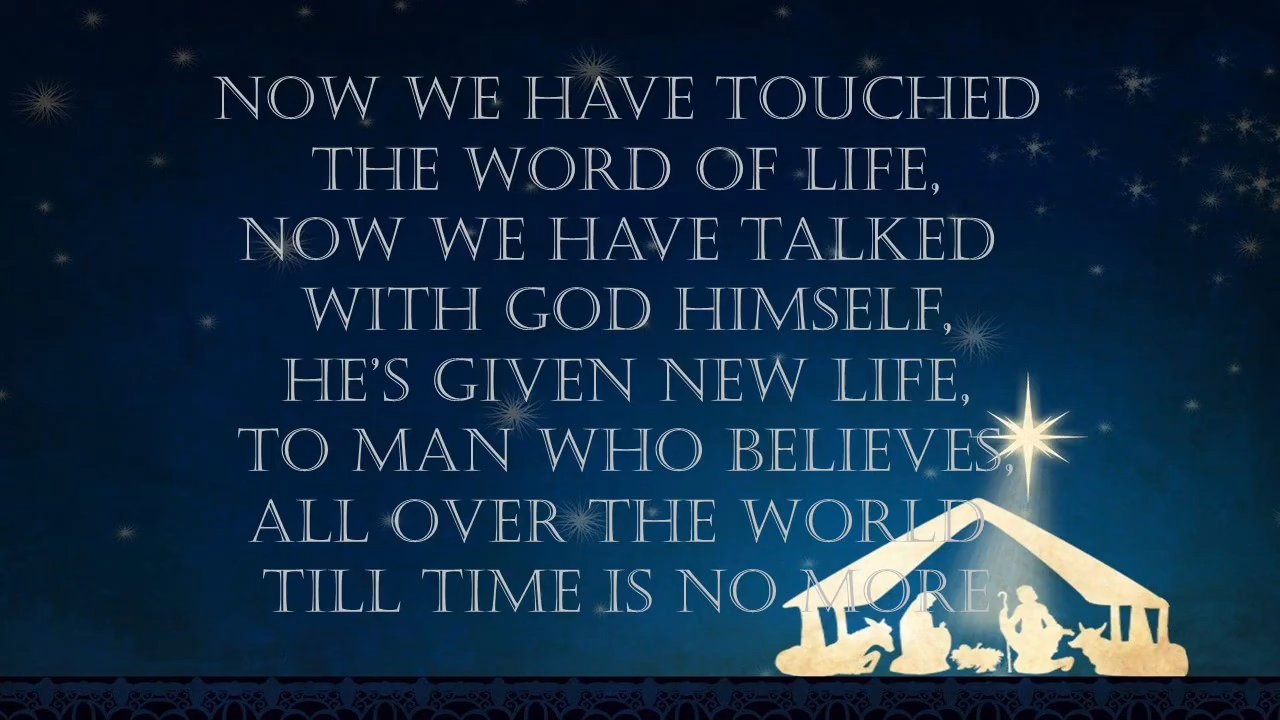 NOW WE HAVE TOUCHED
THE WORD OF LIFE,
NOW WE HAVE TALKED
WITH GOD HIMSELF,
HE'S GIVEN NEW LIFE,
TO MAN WHO BELIEVES,
ALL OVER THE WORLD
TILL TIME IS NO MORE